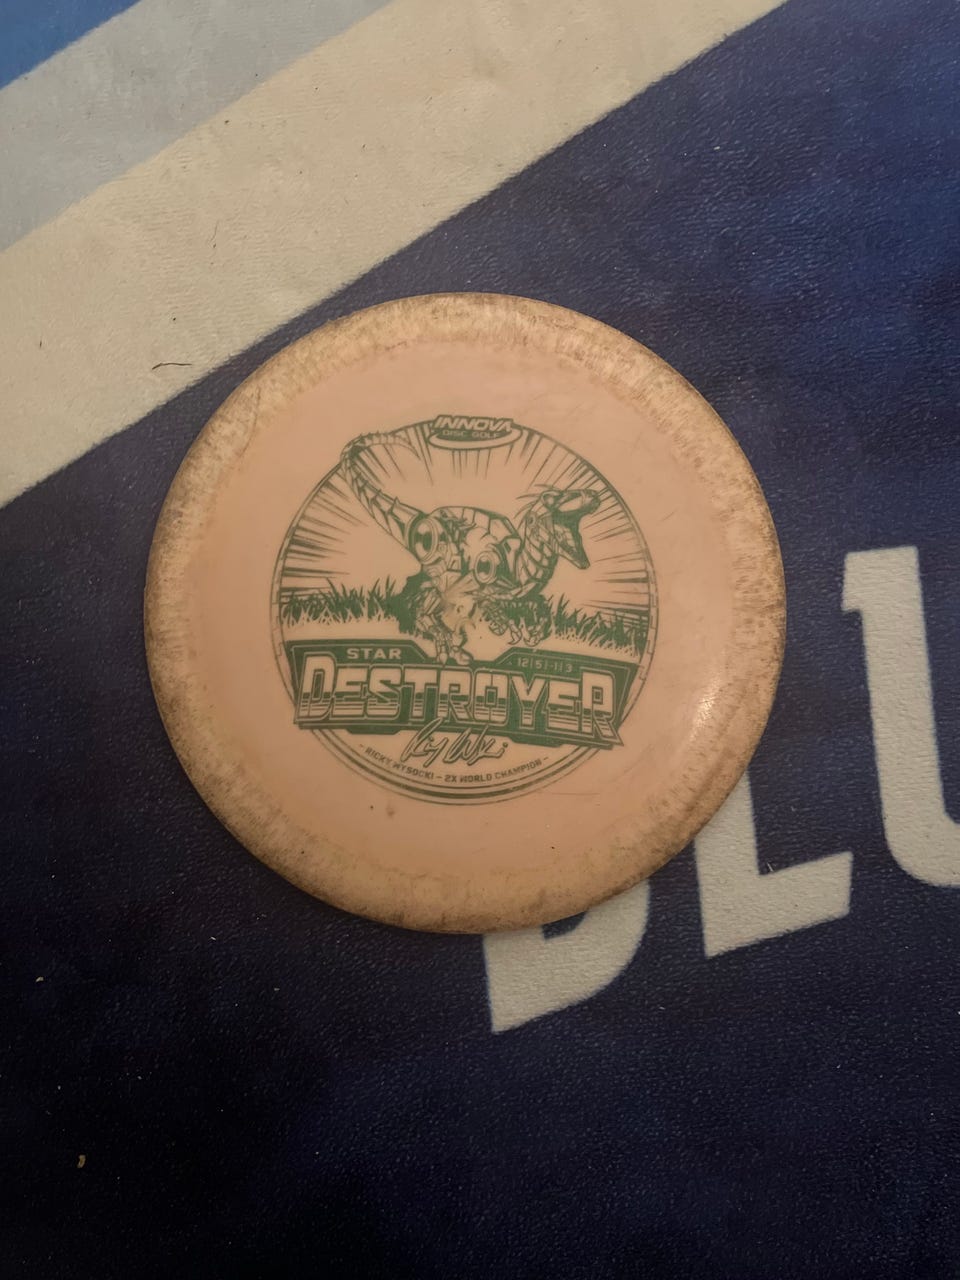 INNOVA
DISC GOLF
STAR
12 | 5 | -1 | 3
DESTROYER
- RICKY WYSOCKI - 2X WORLD CHAMPION -
BLU